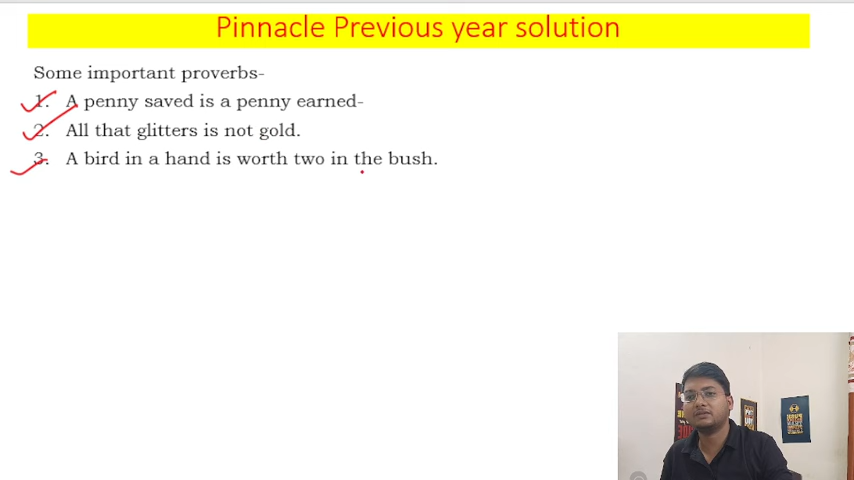 Pinnacle Previous year solution
Some important proverbs-
1. A penny saved is a penny earned-
2. All that glitters is not gold.
3. A bird in a hand is worth two in the bush.